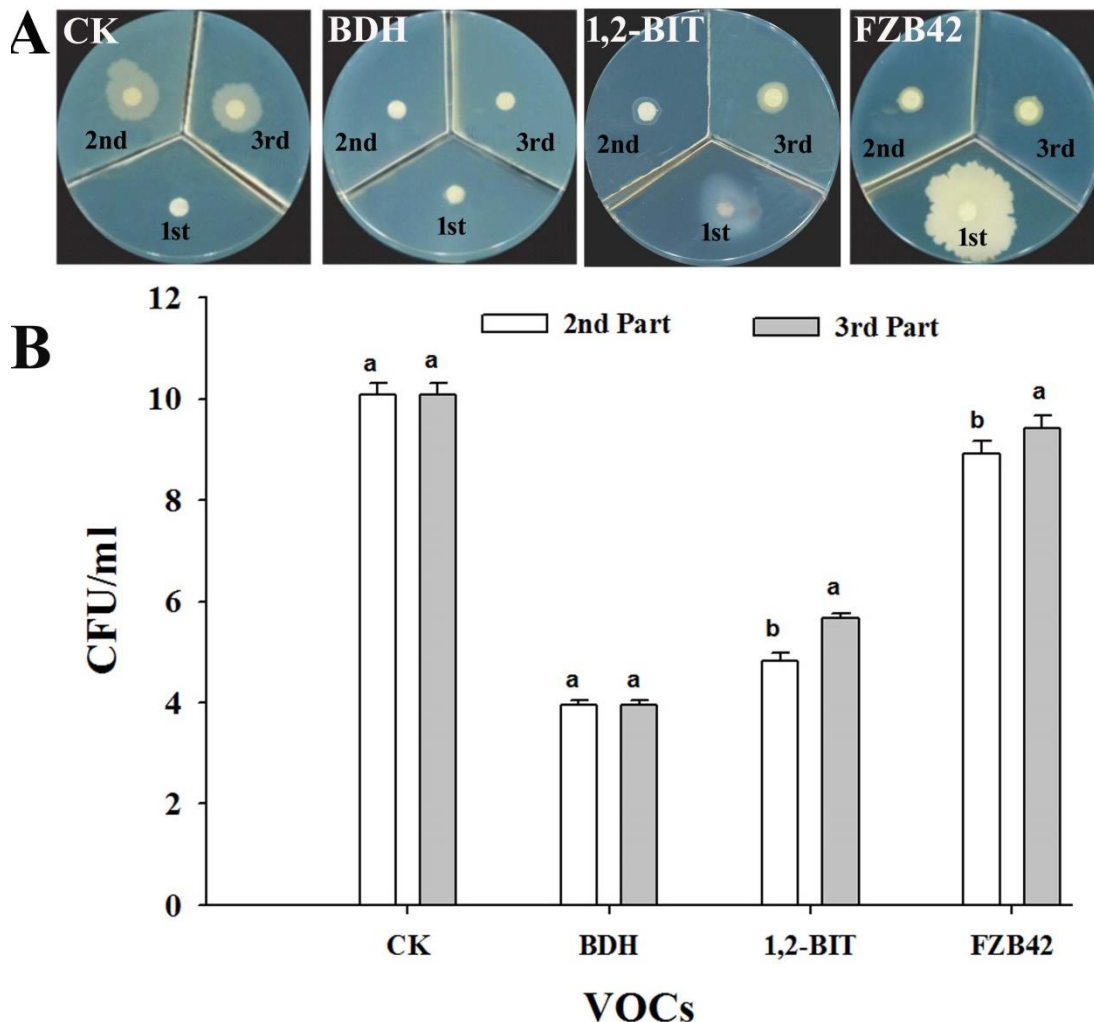 A
CK
BDH
1,2-BIT
FZB42
2nd
3rd
1st
2nd
3rd
1st
2nd
3rd
1st
2nd
3rd
1st
B
2nd Part
3rd Part
12
10
8
6
4
2
0
CFU/ml
a
a
a
a
b
a
b
a
CK
BDH
1,2-BIT
FZB42
VOCs